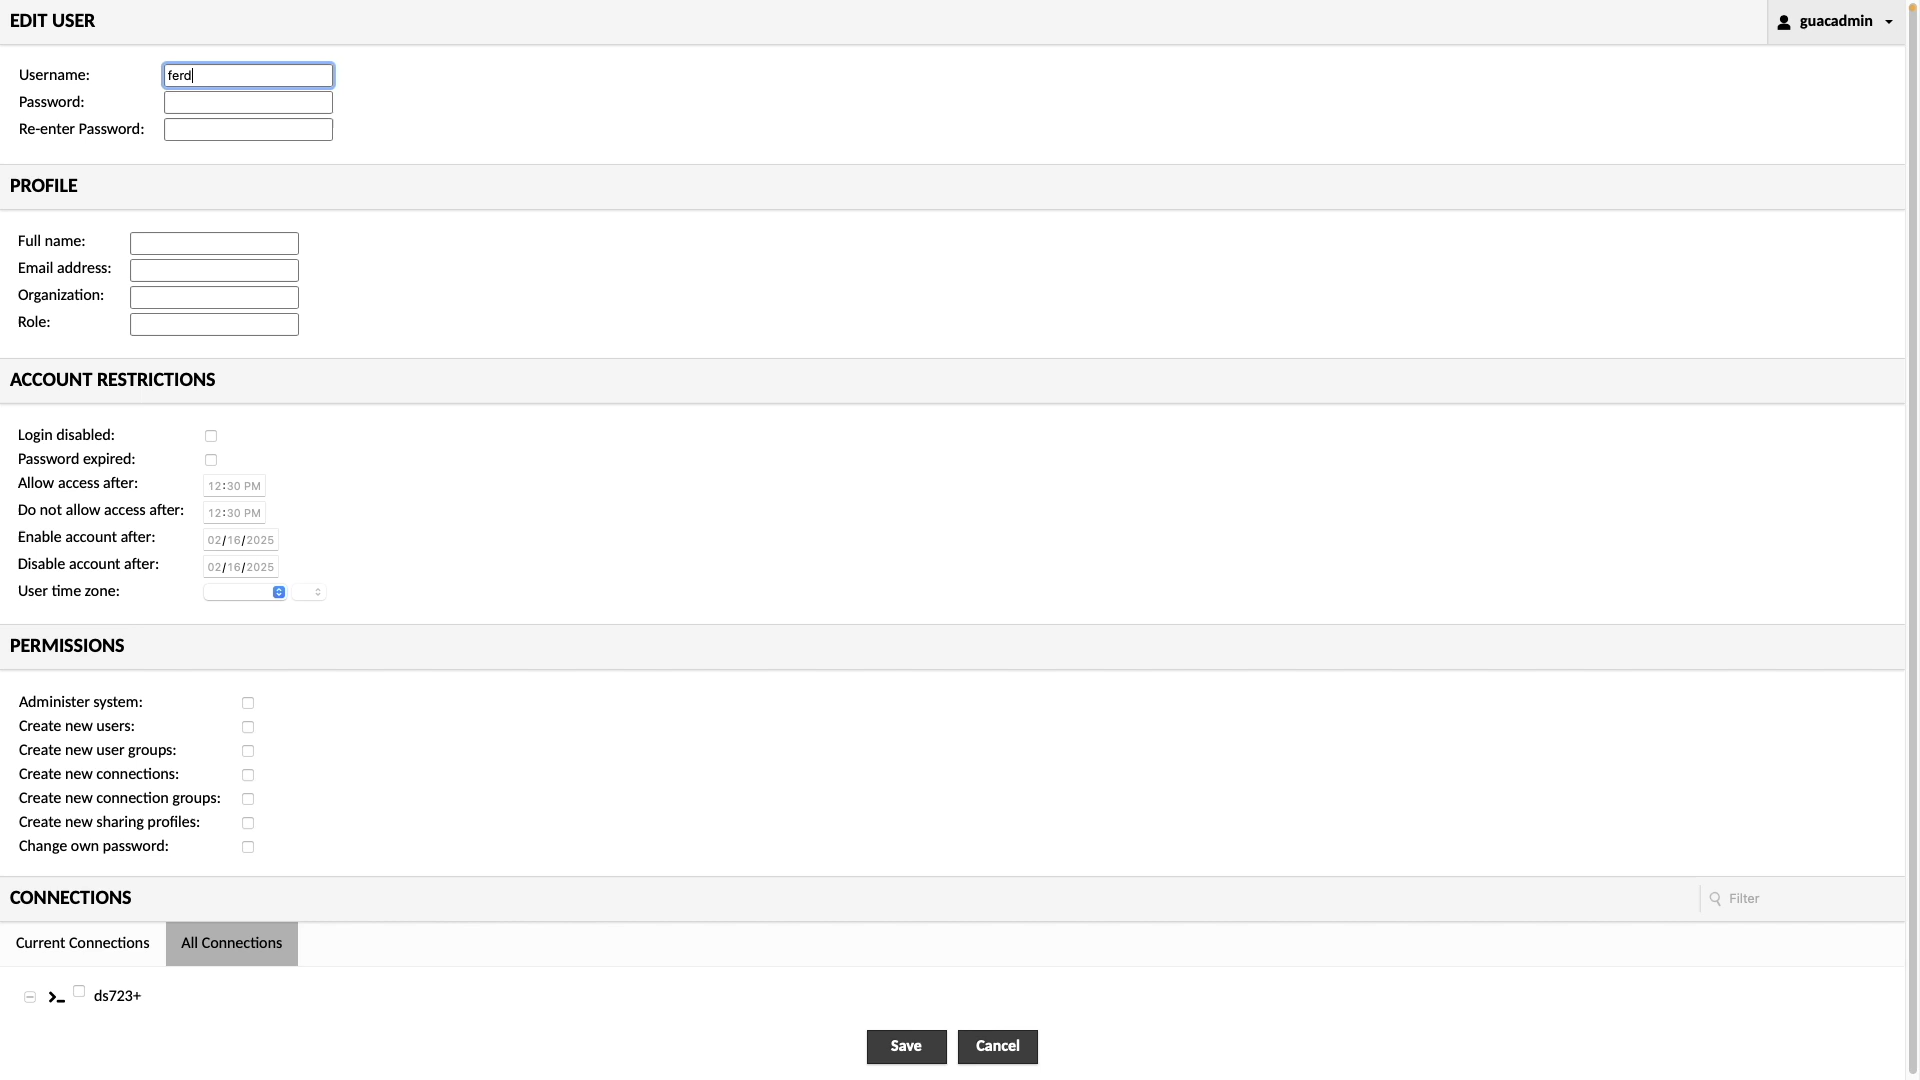 EDIT USER
guacadmin
Username:
ferd
Password:
Re-enter Password:
PROFILE
Full name:
Email address:
Organization:
Role:
ACCOUNT RESTRICTIONS
Login disabled:
Password expired:
Allow access after:
12:30 PM
Do not allow access after:
12:30 PM
Enable account after:
02/16/2025
Disable account after:
02/16/2025
User time zone:
PERMISSIONS
Administer system:
Create new users:
Create new user groups:
Create new connections:
Create new connection groups:
Create new sharing profiles:
Change own password:
CONNECTIONS
Filter
Current Connections
All Connections
ds723+
Save
Cancel